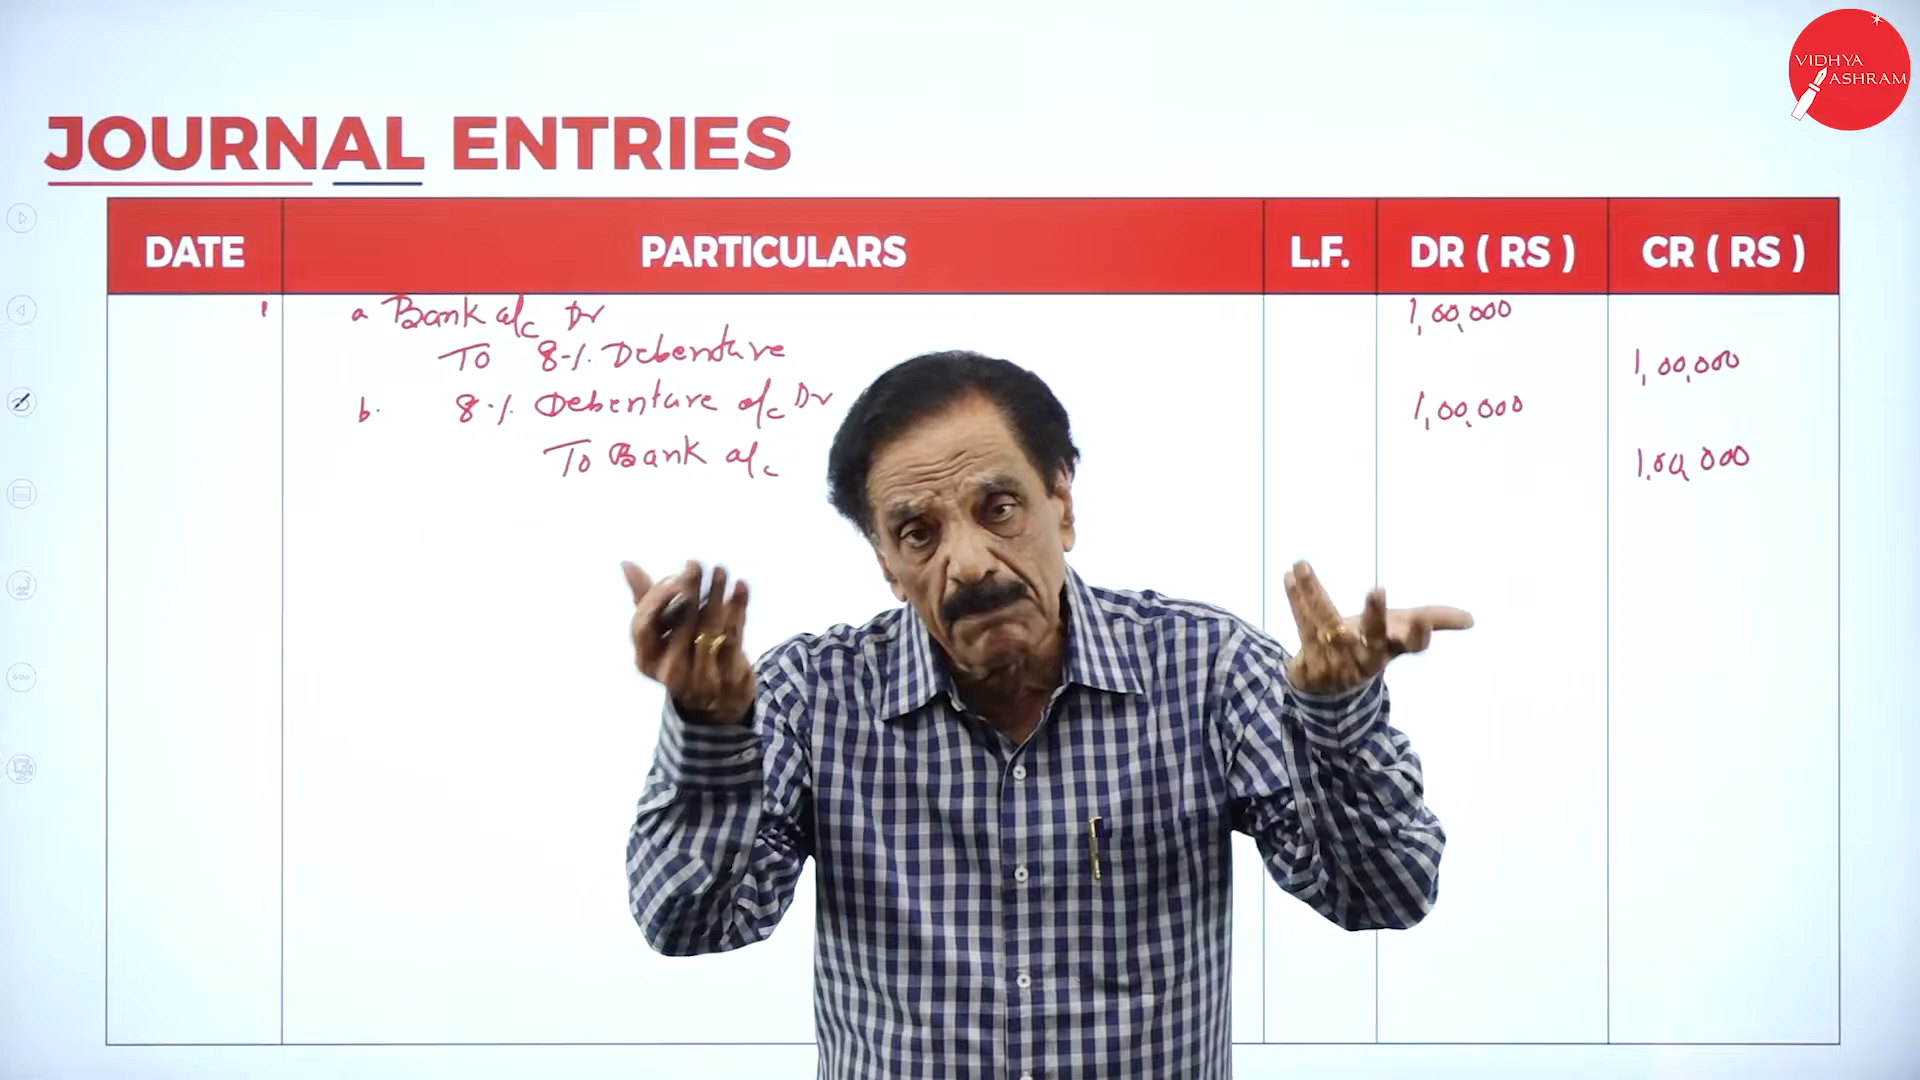 VIDHYA
ASHRAM
JOURNAL ENTRIES
DATE PARTICULARS L.F. DR ( RS ) CR ( RS )
1 a Bank a/c Dr 1,00,000
To 8-/. Debenture 1,00,000
b. 8./. Debenture a/c Dr 1,00,000
To Bank a/c 1,00,000